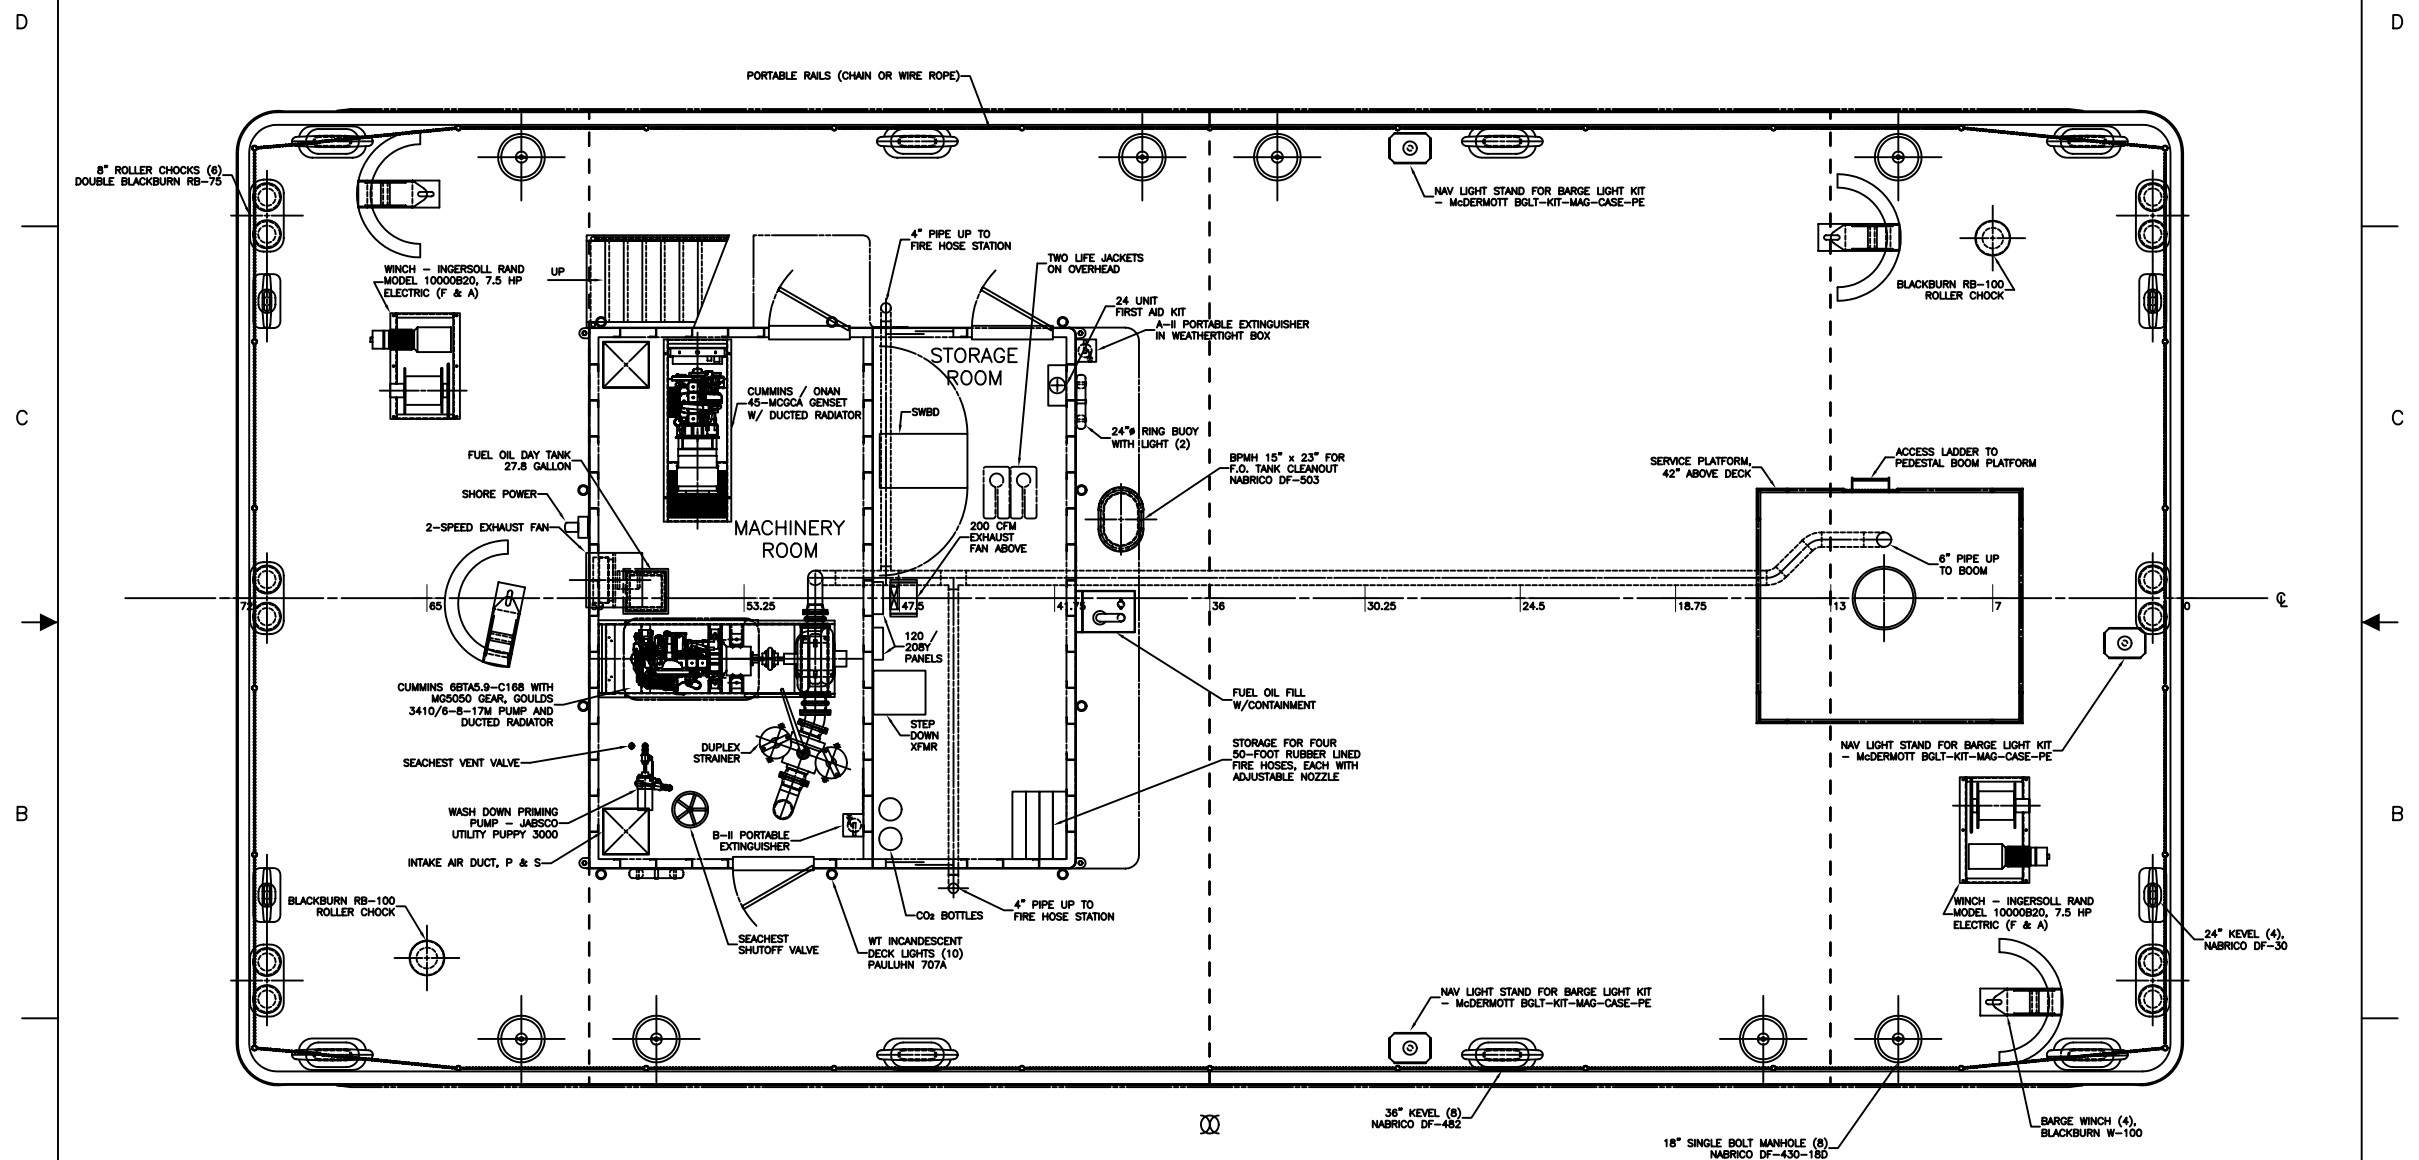 D
D
PORTABLE RAILS (CHAIN OR WIRE ROPE)
8" ROLLER CHOCKS (6)
DOUBLE BLACKBURN RB-75
NAV LIGHT STAND FOR BARGE LIGHT KIT
- McDERMOTT BGLT-KIT-MAG-CASE-PE
4" PIPE UP TO
FIRE HOSE STATION
TWO LIFE JACKETS
ON OVERHEAD
WINCH - INGERSOLL RAND
MODEL 10000B20, 7.5 HP
ELECTRIC (F & A)
UP
BLACKBURN RB-100
ROLLER CHOCK
24 UNIT
FIRST AID KIT
A-II PORTABLE EXTINGUISHER
IN WEATHERTIGHT BOX
STORAGE
ROOM
CUMMINS / ONAN
45-MCGCA GENSET
W/ DUCTED RADIATOR
SWBD
C
C
24"ø RING BUOY
WITH LIGHT (2)
FUEL OIL DAY TANK
27.8 GALLON
BPMH 15" x 23" FOR
F.O. TANK CLEANOUT
NABRICO DF-503
SERVICE PLATFORM,
42" ABOVE DECK
ACCESS LADDER TO
PEDESTAL BOOM PLATFORM
SHORE POWER
2-SPEED EXHAUST FAN
MACHINERY
ROOM
200 CFM
EXHAUST
FAN ABOVE
6" PIPE UP
TO BOOM
72
65
59
53.25
47.5
41.75
36
30.25
24.5
18.75
13
7
0
120 /
208Y
PANELS
CUMMINS 6BTA5.9-C168 WITH
MG5050 GEAR, GOULDS
3410/6-8-17M PUMP AND
DUCTED RADIATOR
FUEL OIL FILL
W/CONTAINMENT
STEP
DOWN
XFMR
DUPLEX
STRAINER
SEACHEST VENT VALVE
STORAGE FOR FOUR
50-FOOT RUBBER LINED
FIRE HOSES, EACH WITH
ADJUSTABLE NOZZLE
NAV LIGHT STAND FOR BARGE LIGHT KIT
- McDERMOTT BGLT-KIT-MAG-CASE-PE
B
B
WASH DOWN PRIMING
PUMP - JABSCO
UTILITY PUPPY 3000
B-II PORTABLE
EXTINGUISHER
INTAKE AIR DUCT, P & S
BLACKBURN RB-100
ROLLER CHOCK
CO2 BOTTLES
4" PIPE UP TO
FIRE HOSE STATION
WINCH - INGERSOLL RAND
MODEL 10000B20, 7.5 HP
ELECTRIC (F & A)
SEACHEST
SHUTOFF VALVE
WT INCANDESCENT
DECK LIGHTS (10)
PAULUHN 707A
24" KEVEL (4),
NABRICO DF-30
NAV LIGHT STAND FOR BARGE LIGHT KIT
- McDERMOTT BGLT-KIT-MAG-CASE-PE
36" KEVEL (8)
NABRICO DF-482
BARGE WINCH (4),
BLACKBURN W-100
18" SINGLE BOLT MANHOLE (8)
NABRICO DF-430-18D